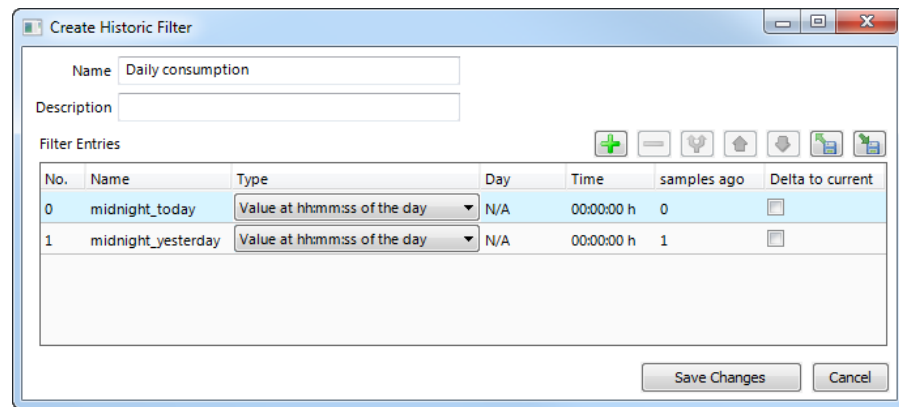 Create Historic Filter
Name Daily consumption
Description
Filter Entries
No. Name Type Day Time samples ago Delta to current
0 midnight_today Value at hh:mm:ss of the day N/A 00:00:00 h 0
1 midnight_yesterday Value at hh:mm:ss of the day N/A 00:00:00 h 1
Save Changes Cancel